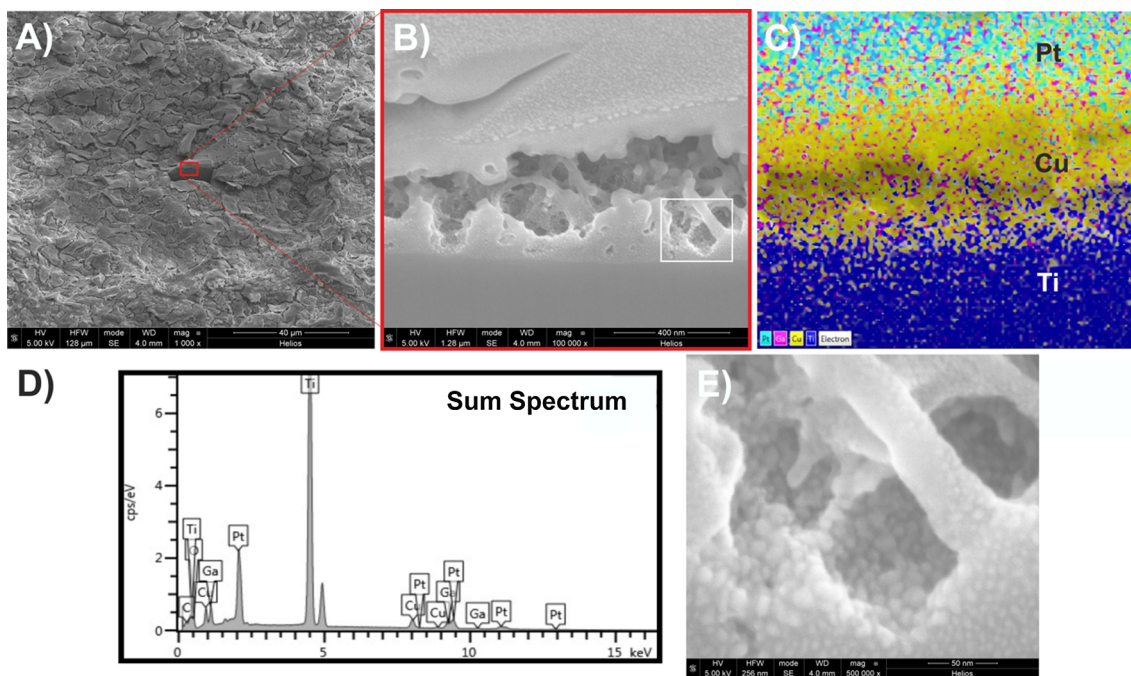 A)
HV HFW mode WD mag 40 µm
5.00 kV 128 µm SE 4.0 mm 1 000 x Helios
B)
HV HFW mode WD mag 400 nm
5.00 kV 1.28 µm SE 4.0 mm 100 000 x Helios
C)
Pt
Cu
Ti
Pt Ga Cu Ti Electron
D)
Sum Spectrum
cps/eV
6
4
2
0
0 5 10 15 keV
Ti
Ti
O
C
Cu
Ga
Pt
Cu
Pt
Cu
Ga
Pt
Ga
Pt
Pt
E)
HV HFW mode WD mag 50 nm
5.00 kV 256 nm SE 4.0 mm 500 000 x Helios